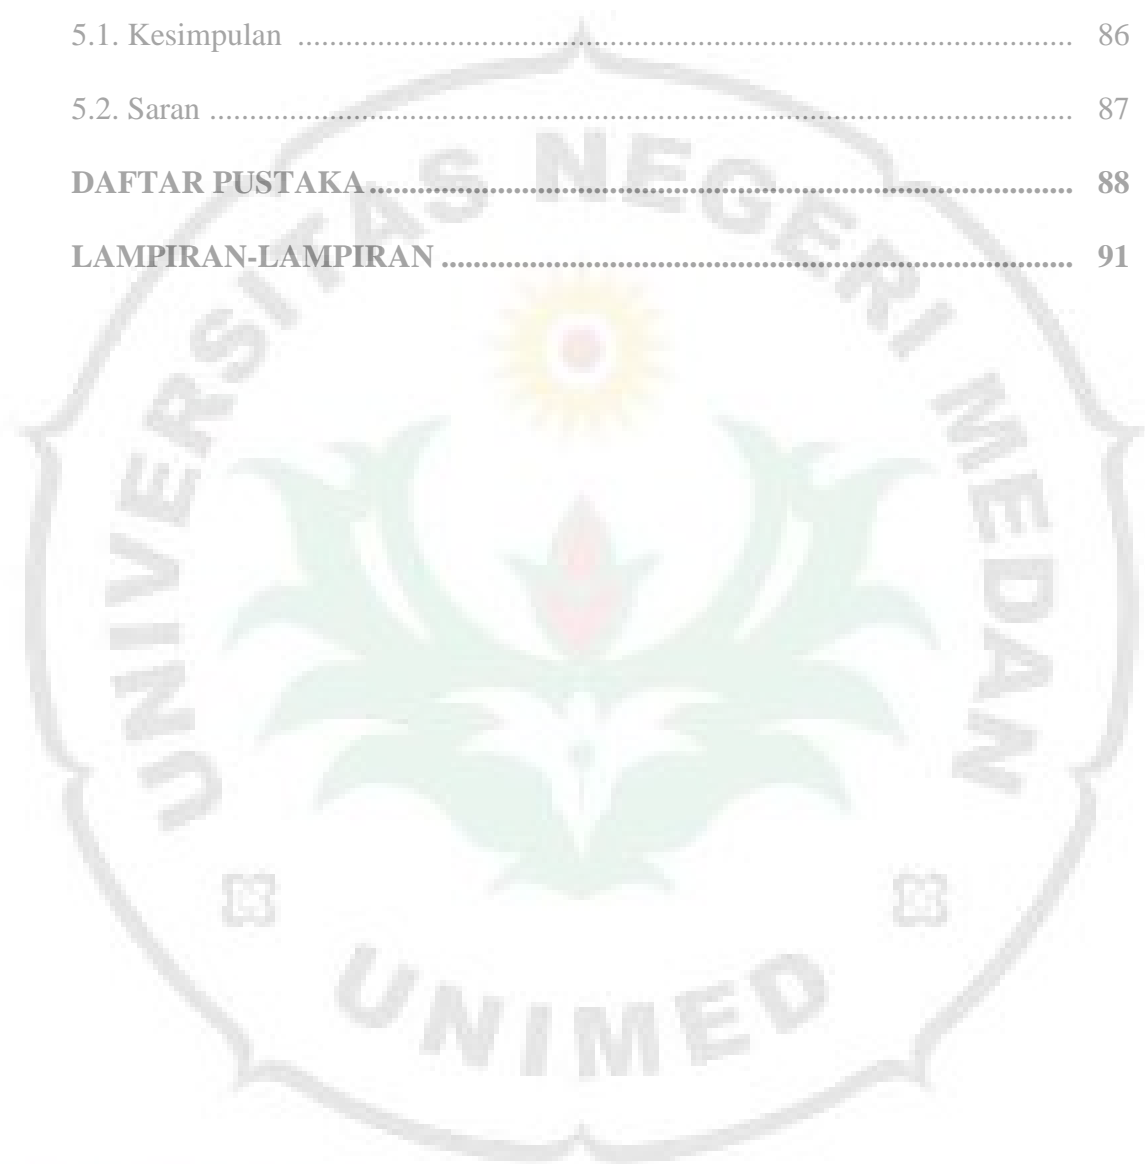 5.1. Kesimpulan ........................................................................................................ 86
5.2. Saran .................................................................................................................... 87
DAFTAR PUSTAKA ............................................................................................... 88
LAMPIRAN-LAMPIRAN ..................................................................................... 91
UNIVERSITAS NEGERI MEDAN
UNIMED